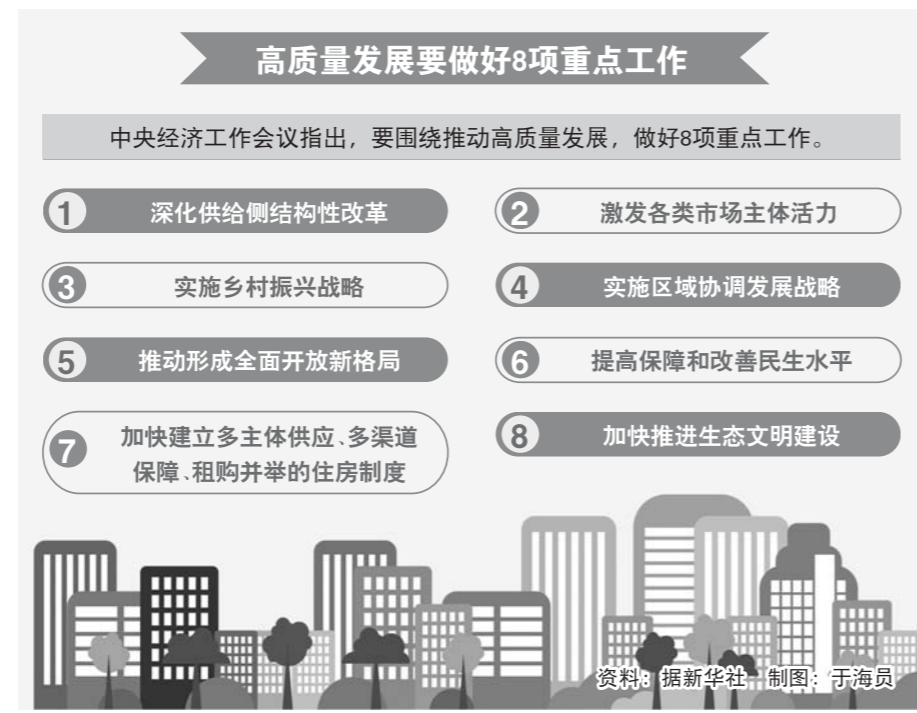 高质量发展要做好8项重点工作
中央经济工作会议指出，要围绕推动高质量发展，做好8项重点工作。
1 深化供给侧结构性改革
2 激发各类市场主体活力
3 实施乡村振兴战略
4 实施区域协调发展战略
5 推动形成全面开放新格局
6 提高保障和改善民生水平
7 加快建立多主体供应、多渠道
保障、租购并举的住房制度
8 加快推进生态文明建设
资料：据新华社 制图：于海员